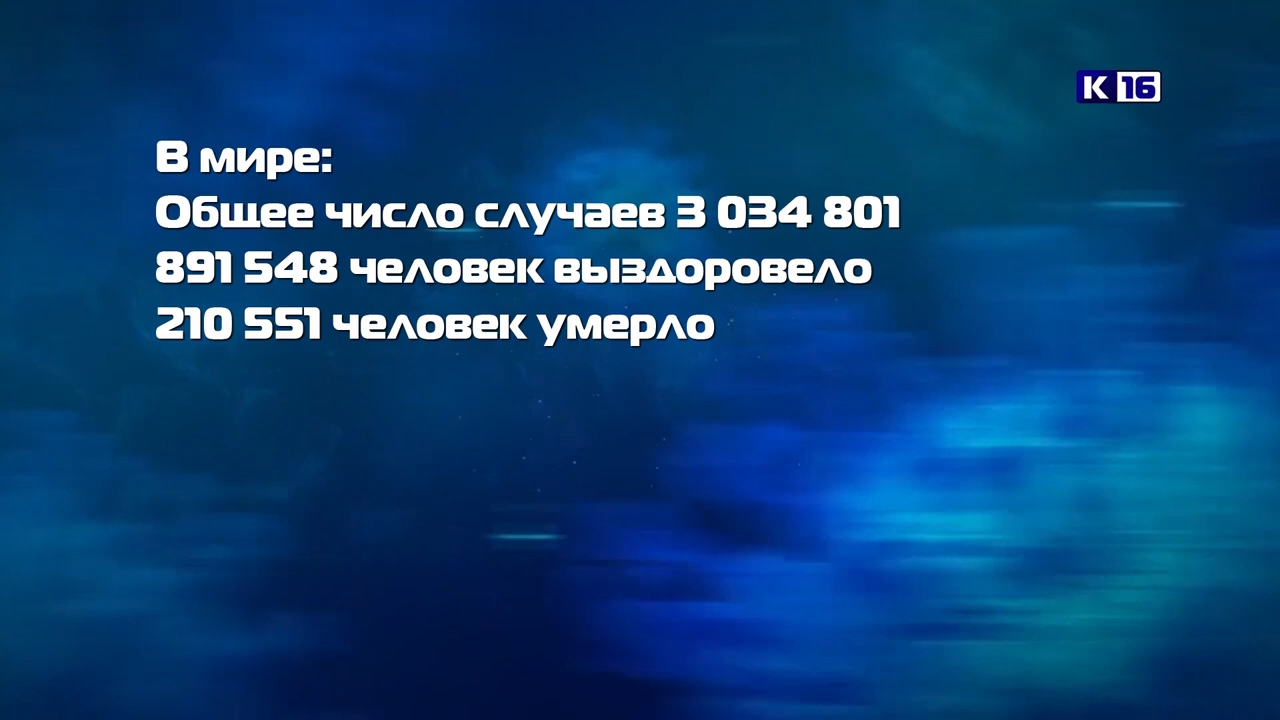 К 16
В мире:
Общее число случаев 3 034 801
891 548 человек выздоровело
210 551 человек умерло